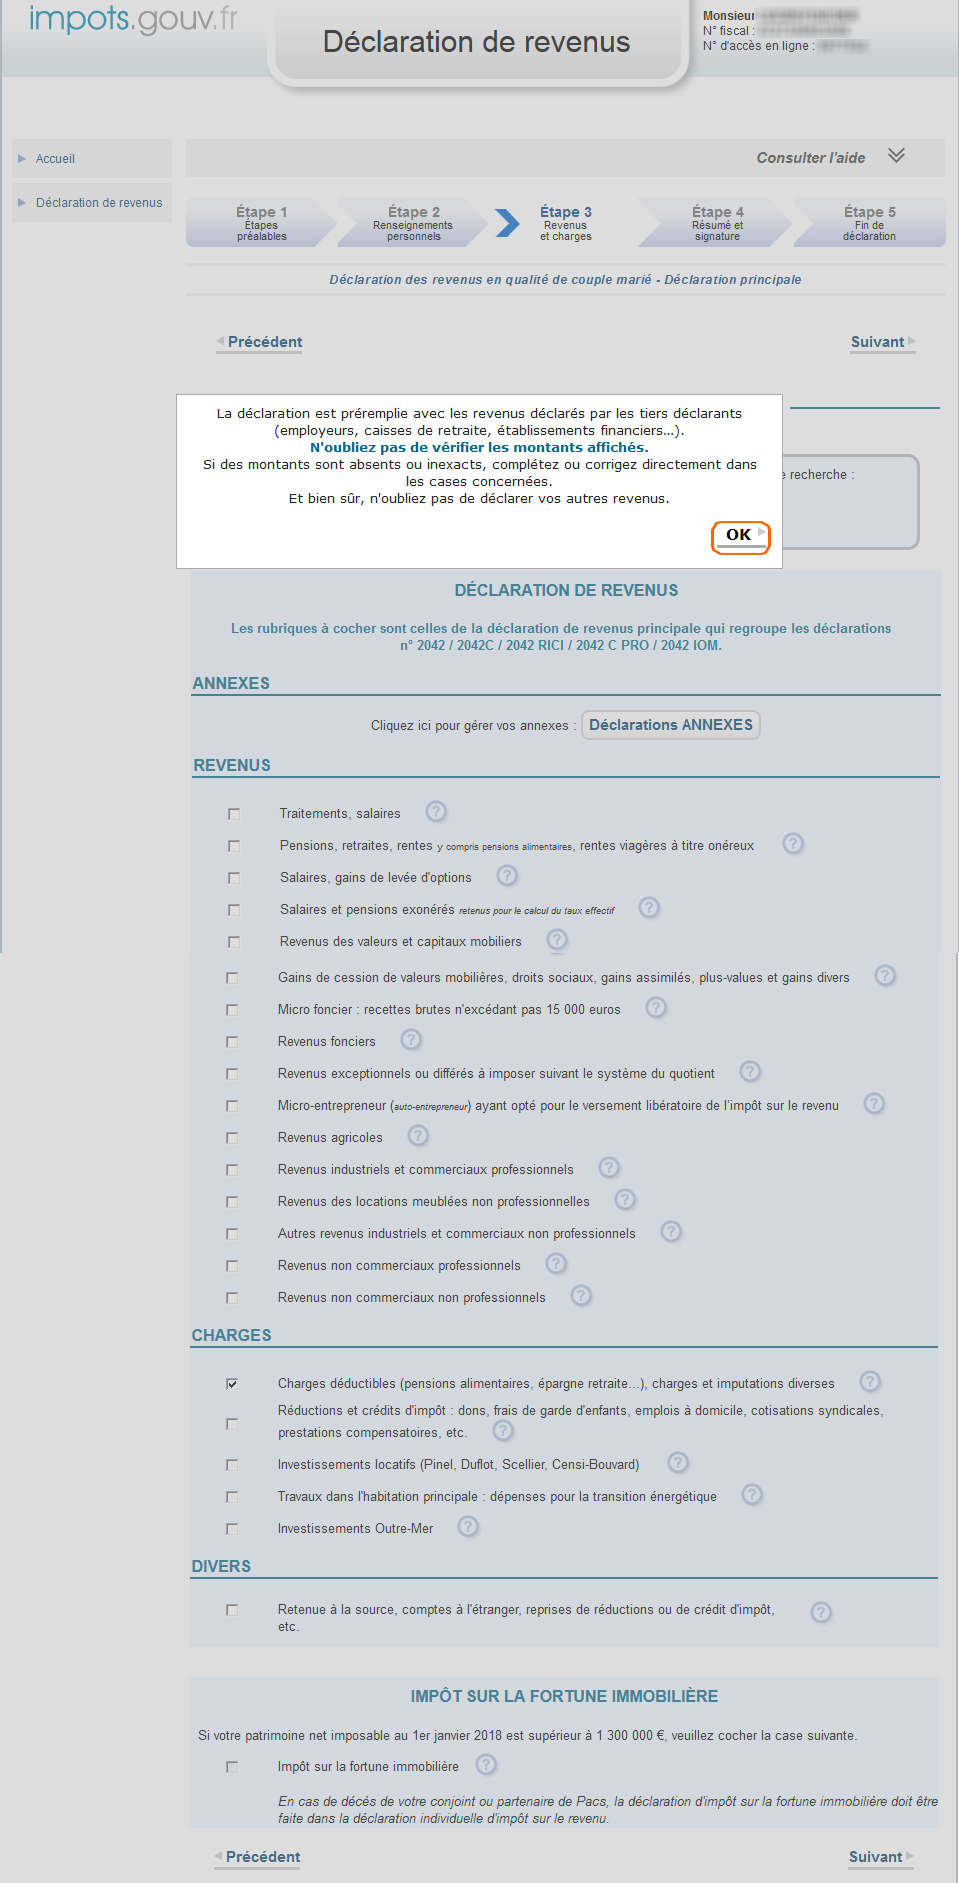 impots.gouv.fr
Déclaration de revenus
Monsieur
N° fiscal :
N° d'accès en ligne :
Accueil
Déclaration de revenus
Consulter l'aide
Étape 1
Étapes
préalables
Étape 2
Renseignements
personnels
Étape 3
Revenus
et charges
Étape 4
Résumé et
signature
Étape 5
Fin de
déclaration
Déclaration des revenus en qualité de couple marié - Déclaration principale
Précédent
Suivant
La déclaration est préremplie avec les revenus déclarés par les tiers déclarants
(employeurs, caisses de retraite, établissements financiers...).
N'oubliez pas de vérifier les montants affichés.
Si des montants sont absents ou inexacts, complétez ou corrigez directement dans
les cases concernées.
Et bien sûr, n'oubliez pas de déclarer vos autres revenus.
OK
recherche :
DÉCLARATION DE REVENUS
Les rubriques à cocher sont celles de la déclaration de revenus principale qui regroupe les déclarations
n° 2042 / 2042C / 2042 RICI / 2042 C PRO / 2042 IOM.
ANNEXES
Cliquez ici pour gérer vos annexes : Déclarations ANNEXES
REVENUS
Traitements, salaires ?
Pensions, retraites, rentes y compris pensions alimentaires, rentes viagères à titre onéreux ?
Salaires, gains de levée d'options ?
Salaires et pensions exonérés retenus pour le calcul du taux effectif ?
Revenus des valeurs et capitaux mobiliers ?
Gains de cession de valeurs mobilières, droits sociaux, gains assimilés, plus-values et gains divers ?
Micro foncier : recettes brutes n'excédant pas 15 000 euros ?
Revenus fonciers ?
Revenus exceptionnels ou différés à imposer suivant le système du quotient ?
Micro-entrepreneur (auto-entrepreneur) ayant opté pour le versement libératoire de l'impôt sur le revenu ?
Revenus agricoles ?
Revenus industriels et commerciaux professionnels ?
Revenus des locations meublées non professionnelles ?
Autres revenus industriels et commerciaux non professionnels ?
Revenus non commerciaux professionnels ?
Revenus non commerciaux non professionnels ?
CHARGES
Charges déductibles (pensions alimentaires, épargne retraite...), charges et imputations diverses ?
Réductions et crédits d'impôt : dons, frais de garde d'enfants, emplois à domicile, cotisations syndicales,
prestations compensatoires, etc. ?
Investissements locatifs (Pinel, Duflot, Scellier, Censi-Bouvard) ?
Travaux dans l'habitation principale : dépenses pour la transition énergétique ?
Investissements Outre-Mer ?
DIVERS
Retenue à la source, comptes à l'étranger, reprises de réductions ou de crédit d'impôt, ?
etc.
IMPÔT SUR LA FORTUNE IMMOBILIÈRE
Si votre patrimoine net imposable au 1er janvier 2018 est supérieur à 1 300 000 €, veuillez cocher la case suivante.
Impôt sur la fortune immobilière ?
En cas de décès de votre conjoint ou partenaire de Pacs, la déclaration d'impôt sur la fortune immobilière doit être
faite dans la déclaration individuelle d'impôt sur le revenu.
Précédent
Suivant